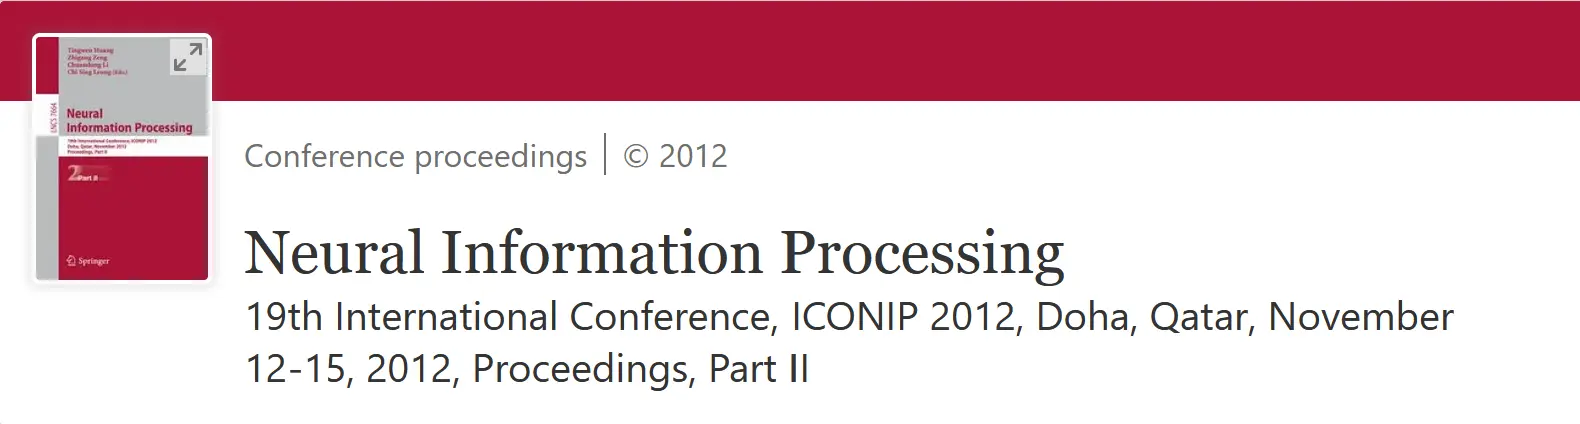 Tingwen Huang
Zhigang Zeng
Chuandong Li
Chi Sing Leung (Eds.)
LNCS 7664
Neural
Information Processing
19th International Conference, ICONIP 2012
Doha, Qatar, November 2012
Proceedings, Part II
2 Part II
Springer
Conference proceedings
© 2012
Neural Information Processing
19th International Conference, ICONIP 2012, Doha, Qatar, November
12-15, 2012, Proceedings, Part II